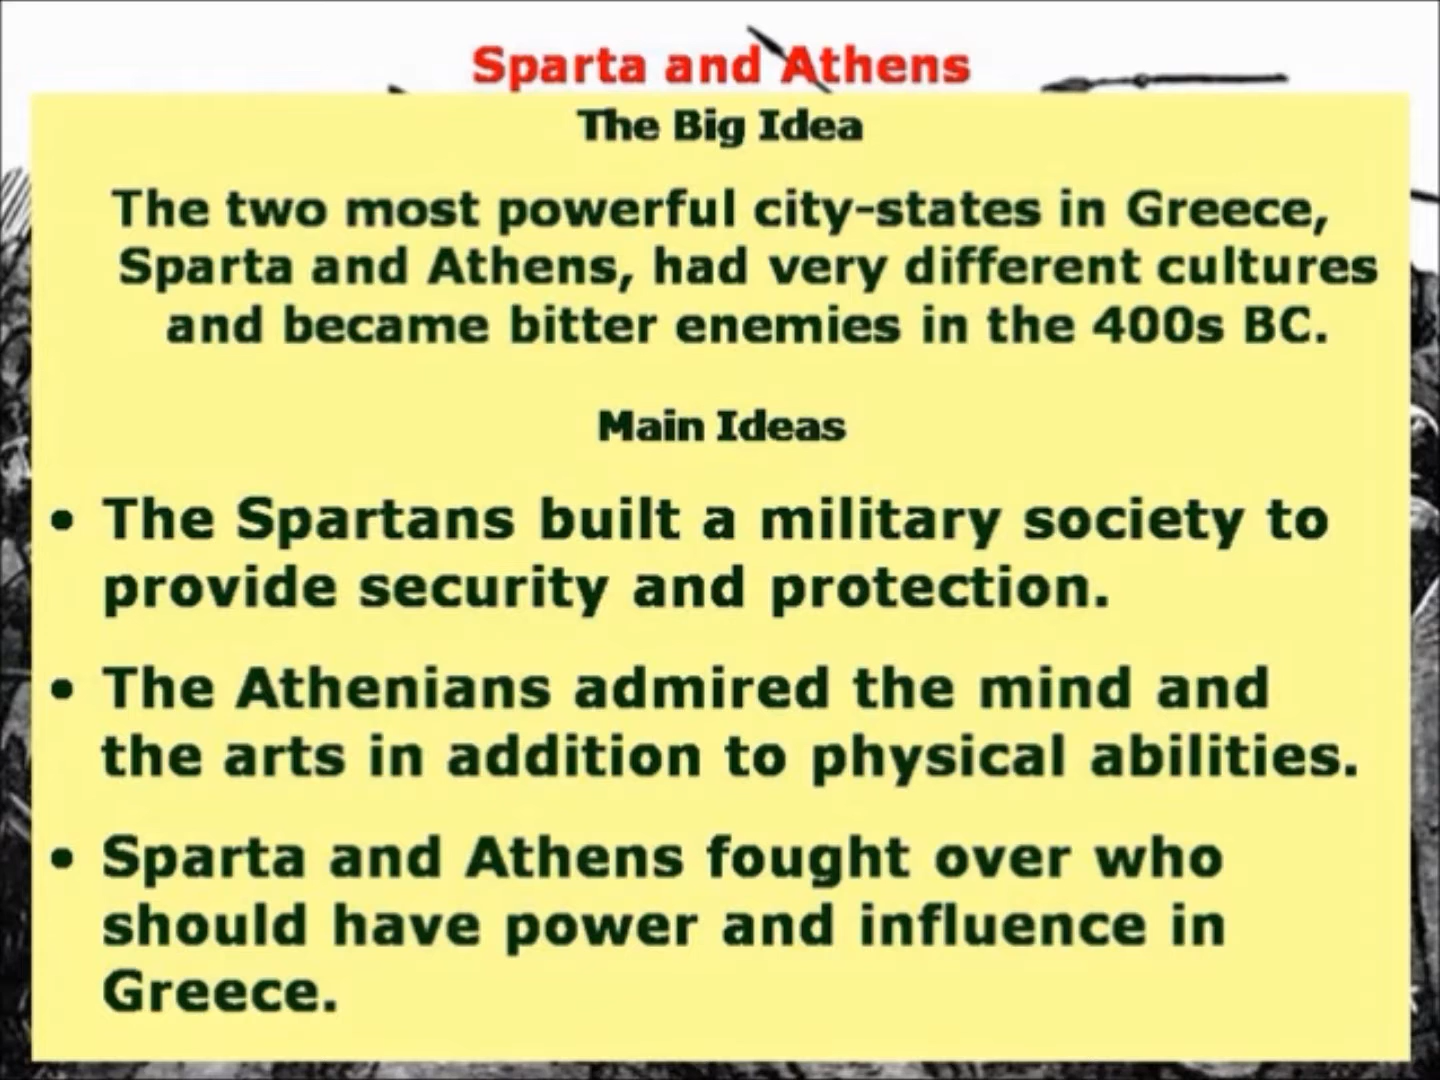 Sparta and Athens
The Big Idea
The two most powerful city-states in Greece,
Sparta and Athens, had very different cultures
and became bitter enemies in the 400s BC.
Main Ideas
• The Spartans built a military society to
provide security and protection.
• The Athenians admired the mind and
the arts in addition to physical abilities.
• Sparta and Athens fought over who
should have power and influence in
Greece.